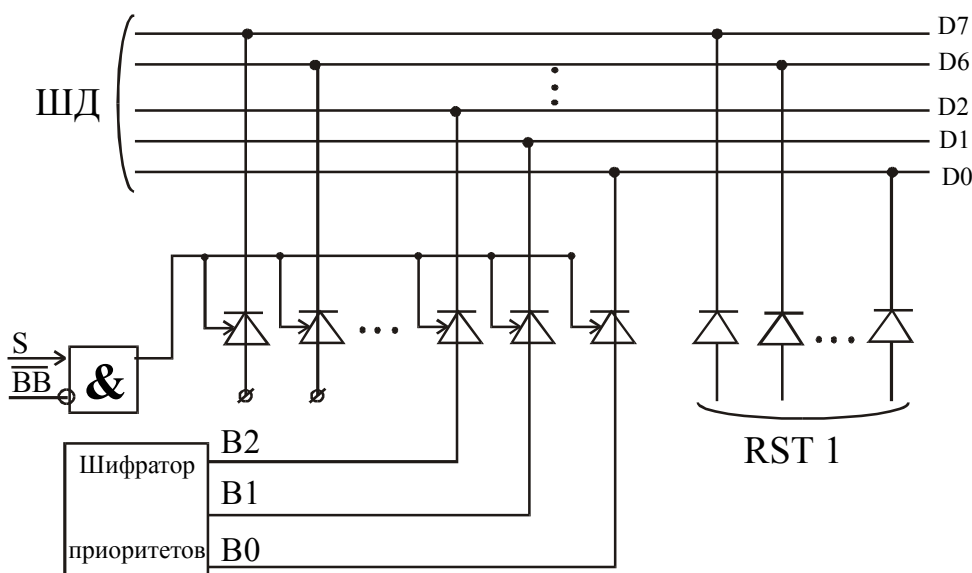 D7
D6
ШД
D2
D1
D0
S
BB
&
B2
RST 1
Шифратор
B1
приоритетов
B0